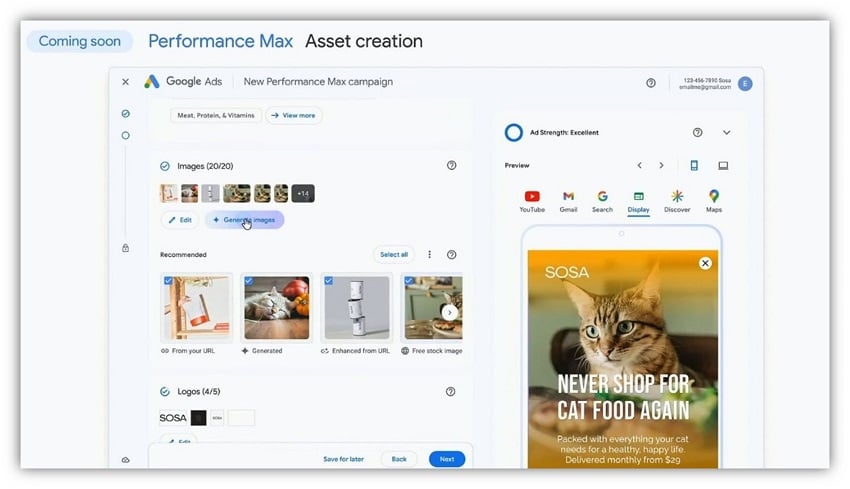 Coming soon
Performance Max Asset creation
Google Ads
New Performance Max campaign
123-456-7890 Sosa
emailme@gmail.com
E
Meat, Protein, & Vitamins
View more
Images (20/20)
+14
Edit
Generate images
Recommended
Select all
From your URL
Generated
Enhanced from URL
Free stock image
Logos (4/5)
SOSA
SOSA
Edit
Save for later
Back
Next
Ad Strength: Excellent
Preview
YouTube
Gmail
Search
Display
Discover
Maps
SOSA
NEVER SHOP FOR
CAT FOOD AGAIN
Packed with everything your cat
needs for a healthy, happy life.
Delivered monthly from $29